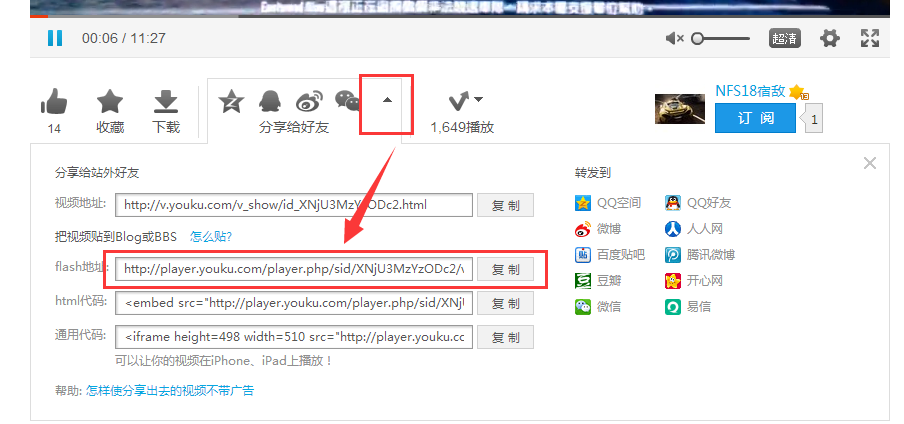 00:06 / 11:27
超清
14
收藏
下载
分享给好友
1,649播放
NFS18宿敌
订 阅
1
分享给站外好友
视频地址:
http://v.youku.com/v_show/id_XNjU3MzYzODc2.html
复 制
把视频贴到Blog或BBS 怎么贴?
flash地址:
http://player.youku.com/player.php/sid/XNjU3MzYzODc2/v
复 制
html代码:
<embed src="http://player.youku.com/player.php/sid/XNjU
复 制
通用代码:
<iframe height=498 width=510 src="http://player.youku.cc
复 制
可以让你的视频在iPhone、iPad上播放！
帮助: 怎样使分享出去的视频不带广告
转发到
QQ空间
QQ好友
微博
人人网
百度贴吧
腾讯微博
豆瓣
开心网
微信
易信